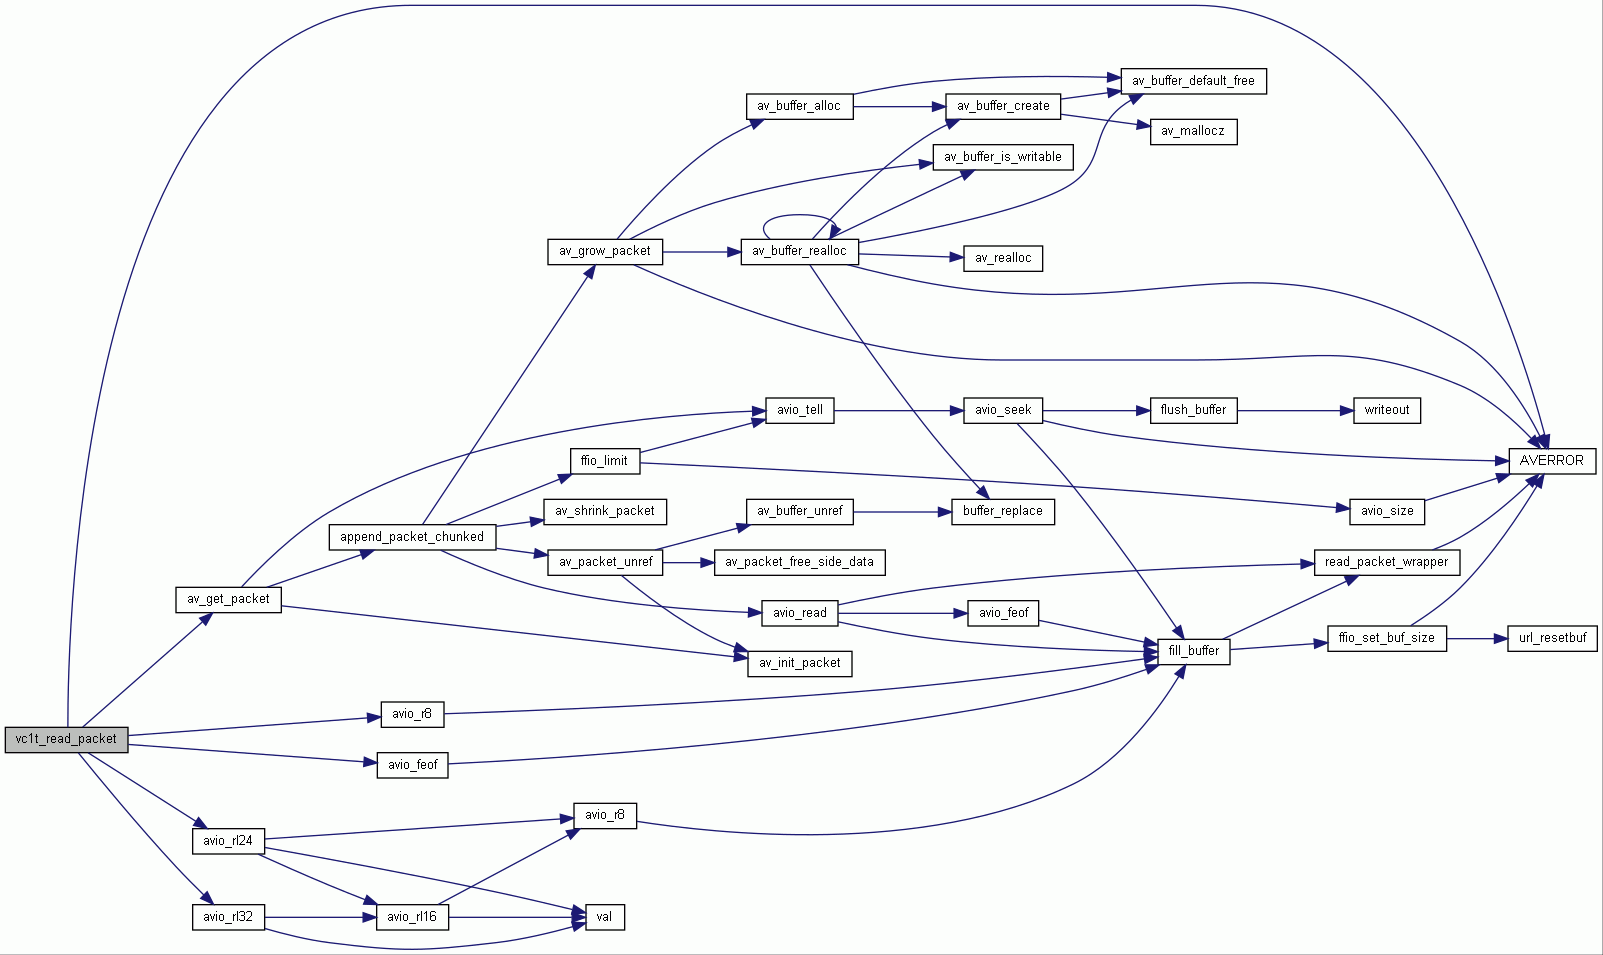 av_buffer_default_free
av_buffer_alloc
av_buffer_create
av_mallocz
av_buffer_is_writable
av_grow_packet
av_buffer_realloc
av_realloc
avio_tell
avio_seek
flush_buffer
writeout
ffio_limit
AVERROR
av_shrink_packet
av_buffer_unref
buffer_replace
avio_size
append_packet_chunked
av_packet_unref
av_packet_free_side_data
read_packet_wrapper
av_get_packet
avio_read
avio_feof
ffio_set_buf_size
url_resetbuf
fill_buffer
av_init_packet
avio_r8
vc1t_read_packet
avio_feof
avio_r8
avio_rl24
avio_rl32
avio_rl16
val